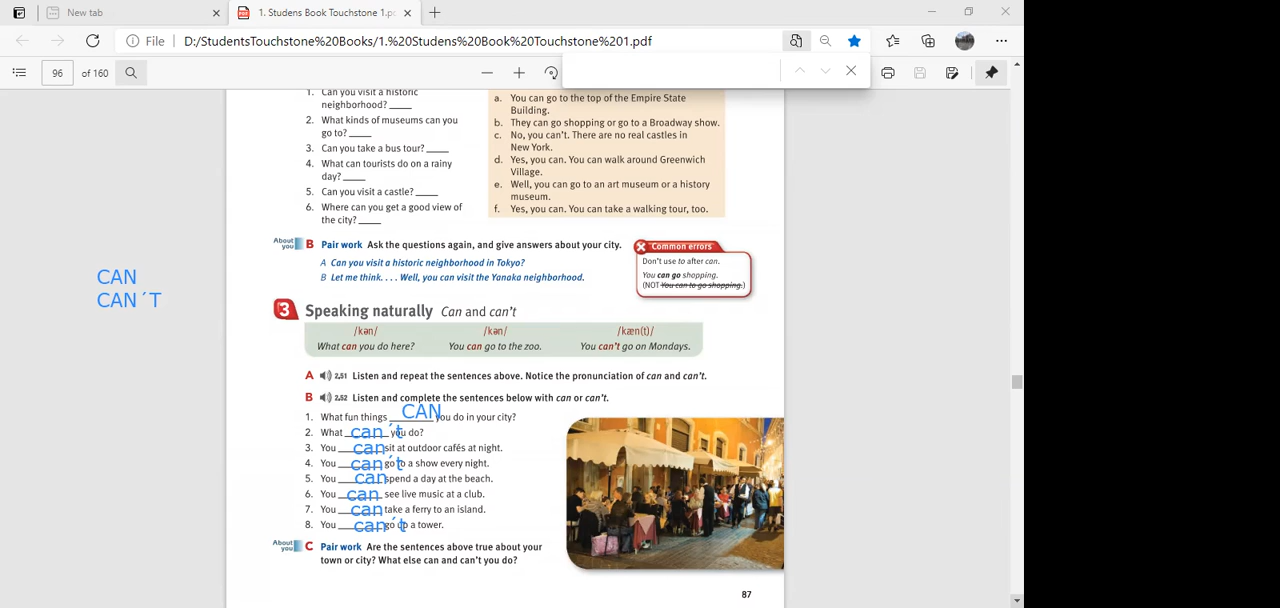 New tab
1. Studens Book Touchstone 1.pd
File D:/StudentsTouchstone%20Books/1.%20Studens%20Book%20Touchstone%201.pdf
96 of 160
1. Can you visit a historic
neighborhood? ____
2. What kinds of museums can you
go to? ____
3. Can you take a bus tour? ____
4. What can tourists do on a rainy
day? ____
5. Can you visit a castle? ____
6. Where can you get a good view of
the city? ____
a. You can go to the top of the Empire State
Building.
b. They can go shopping or go to a Broadway show.
c. No, you can't. There are no real castles in
New York.
d. Yes, you can. You can walk around Greenwich
Village.
e. Well, you can go to an art museum or a history
museum.
f. Yes, you can. You can take a walking tour, too.
About you B Pair work Ask the questions again, and give answers about your city.
A Can you visit a historic neighborhood in Tokyo?
B Let me think. . . . Well, you can visit the Yanaka neighborhood.
Common errors
Don't use to after can.
You can go shopping.
(NOT You can to go shopping.)
CAN
CAN´T
3 Speaking naturally Can and can't
/kən/ /kən/ /kæn(t)/
What can you do here? You can go to the zoo. You can't go on Mondays.
A 2.51 Listen and repeat the sentences above. Notice the pronunciation of can and can't.
B 2.52 Listen and complete the sentences below with can or can't.
1. What fun things CAN you do in your city?
2. What can´t you do?
3. You can sit at outdoor cafés at night.
4. You can´t go to a show every night.
5. You can spend a day at the beach.
6. You can see live music at a club.
7. You can take a ferry to an island.
8. You can´t go up a tower.
About you C Pair work Are the sentences above true about your
town or city? What else can and can't you do?
87